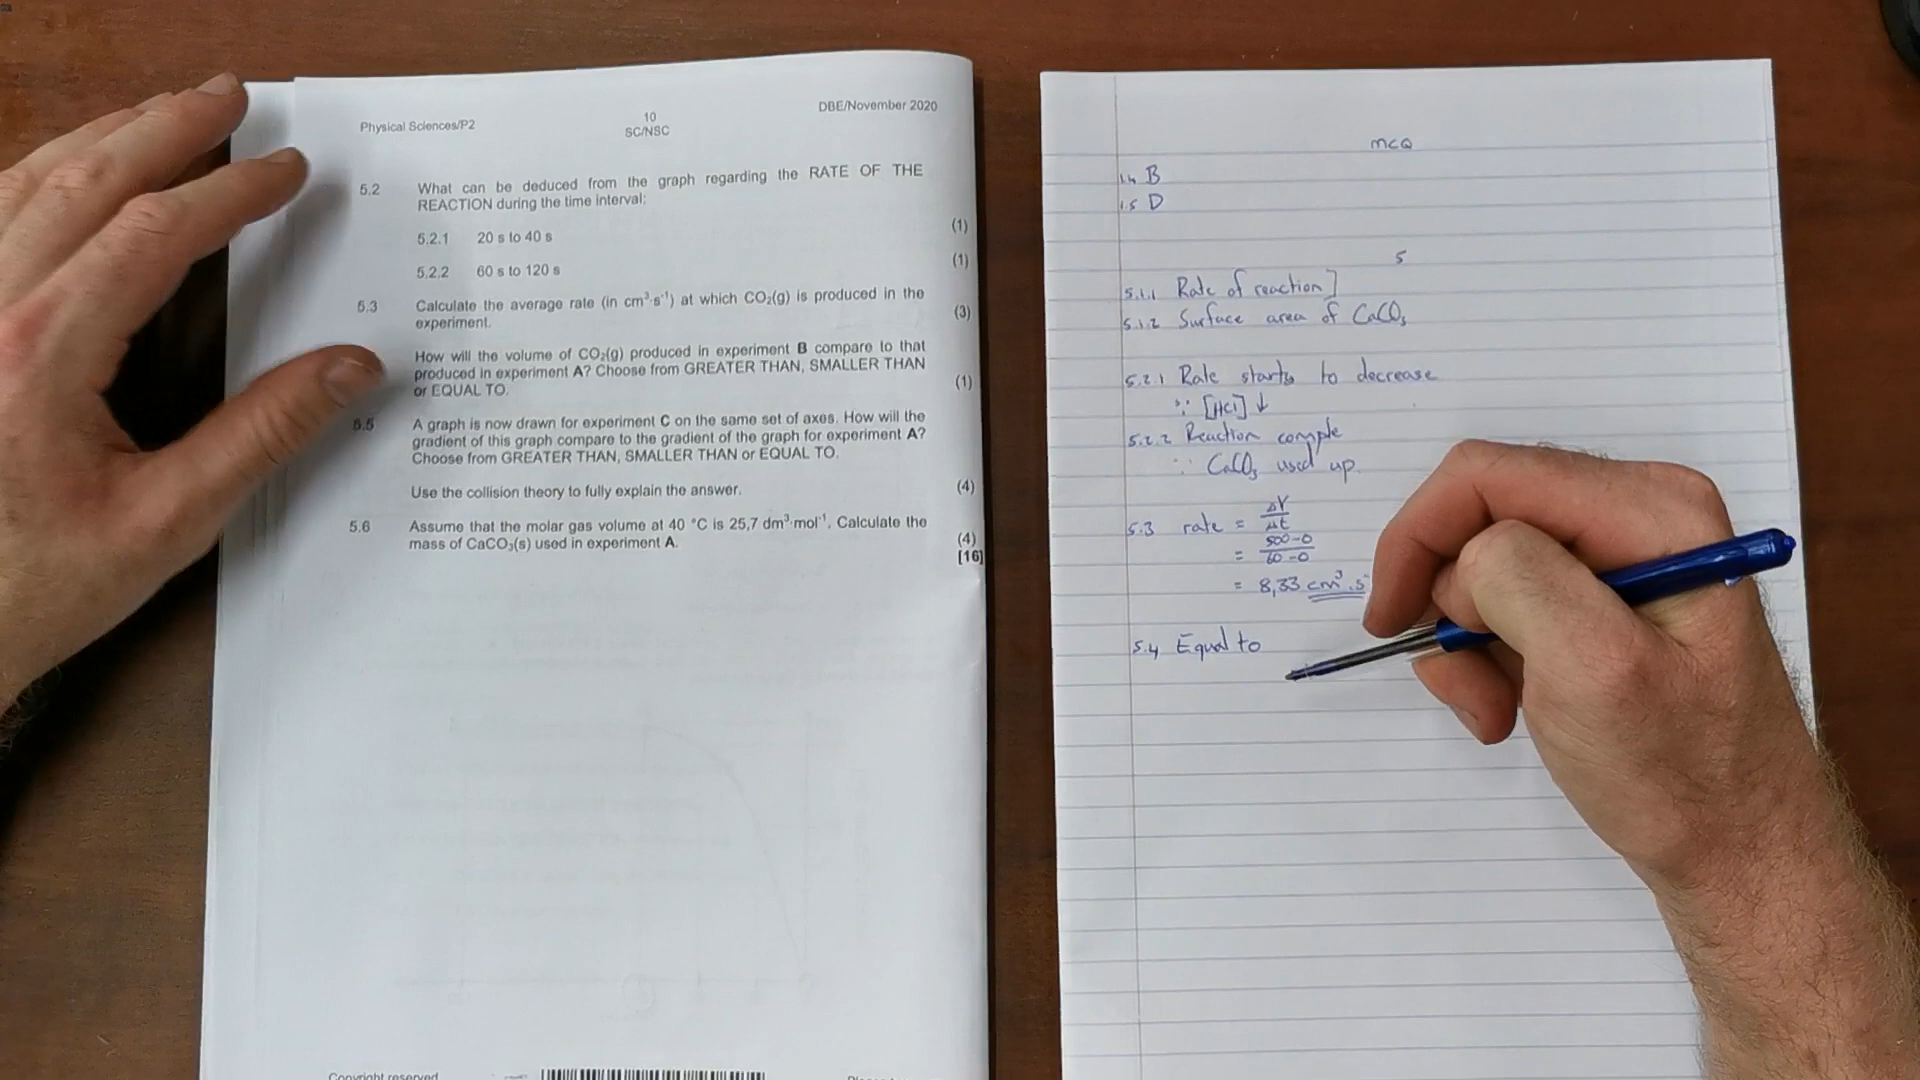 Physical Sciences/P2
10
SC/NSC
DBE/November 2020
5.2 What can be deduced from the graph regarding the RATE OF THE
REACTION during the time interval:
5.2.1 20 s to 40 s (1)
5.2.2 60 s to 120 s (1)
5.3 Calculate the average rate (in cm³·s⁻¹) at which CO₂(g) is produced in the
experiment. (3)
How will the volume of CO₂(g) produced in experiment B compare to that
produced in experiment A? Choose from GREATER THAN, SMALLER THAN
or EQUAL TO. (1)
5.5 A graph is now drawn for experiment C on the same set of axes. How will the
gradient of this graph compare to the gradient of the graph for experiment A?
Choose from GREATER THAN, SMALLER THAN or EQUAL TO.
Use the collision theory to fully explain the answer. (4)
5.6 Assume that the molar gas volume at 40 °C is 25,7 dm³·mol⁻¹. Calculate the
mass of CaCO₃(s) used in experiment A. (4)
[16]
Copyright reserved
MCQ
1.4 B
1.5 D
5
5.1.1 Rate of reaction]
5.1.2 Surface area of CaCO₃
5.2.1 Rate starts to decrease
∵ [HCl] ↓
5.2.2 Reaction comple
∵ CaCO₃ used up.
5.3 rate = ΔV/Δt
= 500-0/60-0
= 8,33 cm³.s
5.4 Equal to